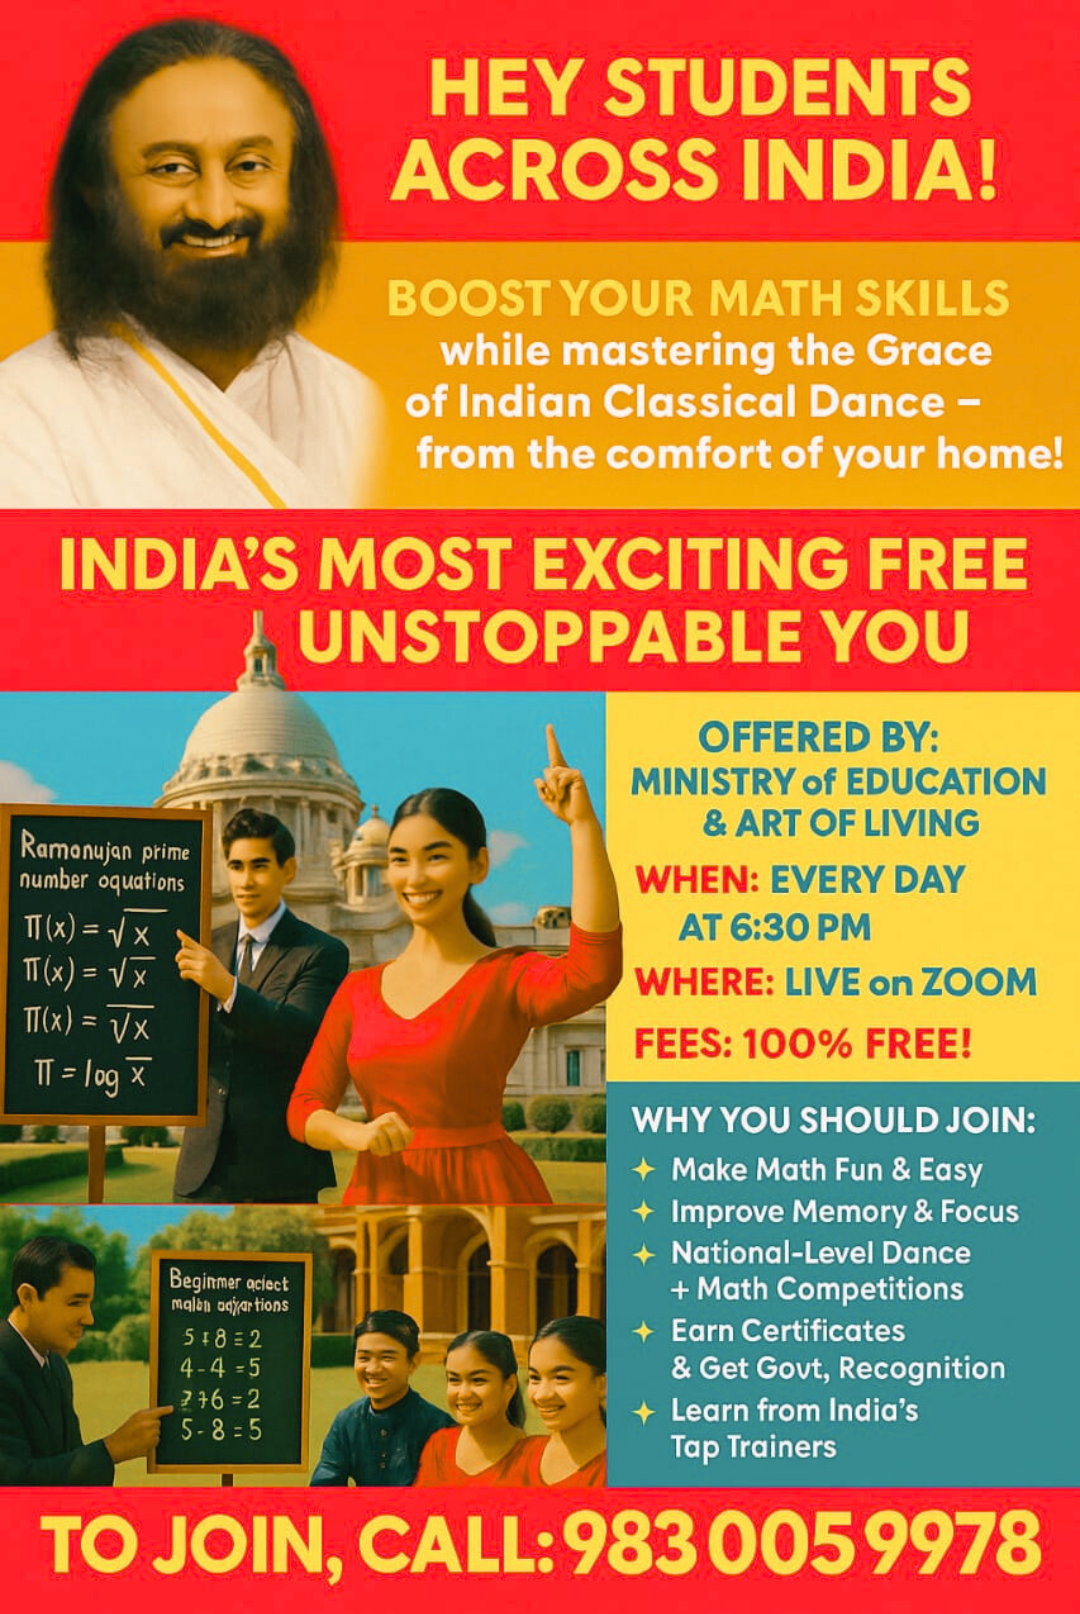 HEY STUDENTS
ACROSS INDIA!
BOOST YOUR MATH SKILLS
while mastering the Grace
of Indian Classical Dance –
from the comfort of your home!
INDIA'S MOST EXCITING FREE
UNSTOPPABLE YOU
Ramonujan prime
number oquations
π(x) = √x
π(x) = √x
π(x) = √x
π = log x̅
OFFERED BY:
MINISTRY of EDUCATION
& ART OF LIVING
WHEN: EVERY DAY
AT 6:30 PM
WHERE: LIVE on ZOOM
FEES: 100% FREE!
WHY YOU SHOULD JOIN:
Make Math Fun & Easy
Improve Memory & Focus
National-Level Dance
+ Math Competitions
Earn Certificates
& Get Govt, Recognition
Learn from India's
Tap Trainers
4-4 =5
5-8=5
TO JOIN, CALL: 983 005 9978